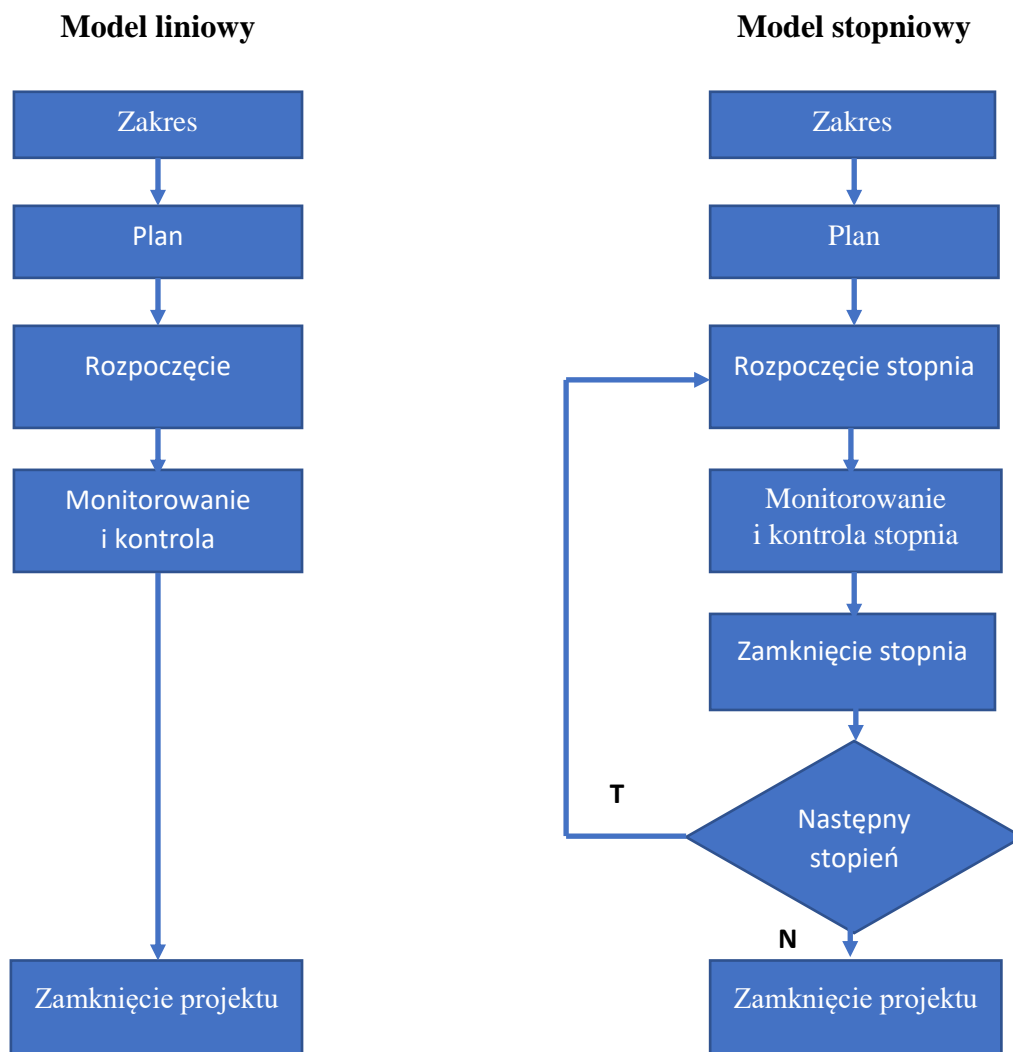 Model liniowy
Zakres
Plan
Rozpoczęcie
Monitorowanie
i kontrola
Zamknięcie projektu
Model stopniowy
Zakres
Plan
Rozpoczęcie stopnia
Monitorowanie
i kontrola stopnia
Zamknięcie stopnia
Następny
stopień
T
N
Zamknięcie projektu